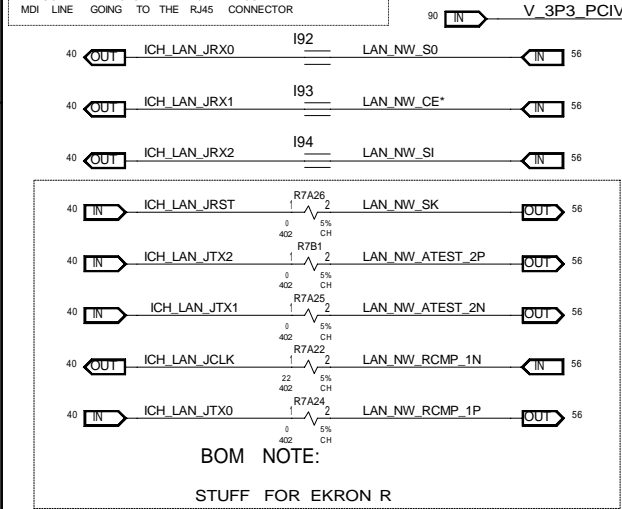 MDI LINE GOING TO THE RJ45 CONNECTOR
90 IN V_3P3_PCIV
40 OUT ICH_LAN_JRX0 I92 LAN_NW_S0 IN 56
40 OUT ICH_LAN_JRX1 I93 LAN_NW_CE* IN 56
40 OUT ICH_LAN_JRX2 I94 LAN_NW_SI IN 56
40 IN ICH_LAN_JRST R7A26 1 2 LAN_NW_SK OUT 56
0 5%
402 CH
40 IN ICH_LAN_JTX2 R7B1 1 2 LAN_NW_ATEST_2P OUT 56
0 5%
402 CH
40 IN ICH_LAN_JTX1 R7A25 1 2 LAN_NW_ATEST_2N OUT 56
0 5%
402 CH
40 OUT ICH_LAN_JCLK R7A22 1 2 LAN_NW_RCMP_1N IN 56
22 5%
402 CH
40 IN ICH_LAN_JTX0 R7A24 1 2 LAN_NW_RCMP_1P OUT 56
0 5%
402 CH
BOM NOTE:
STUFF FOR EKRON R